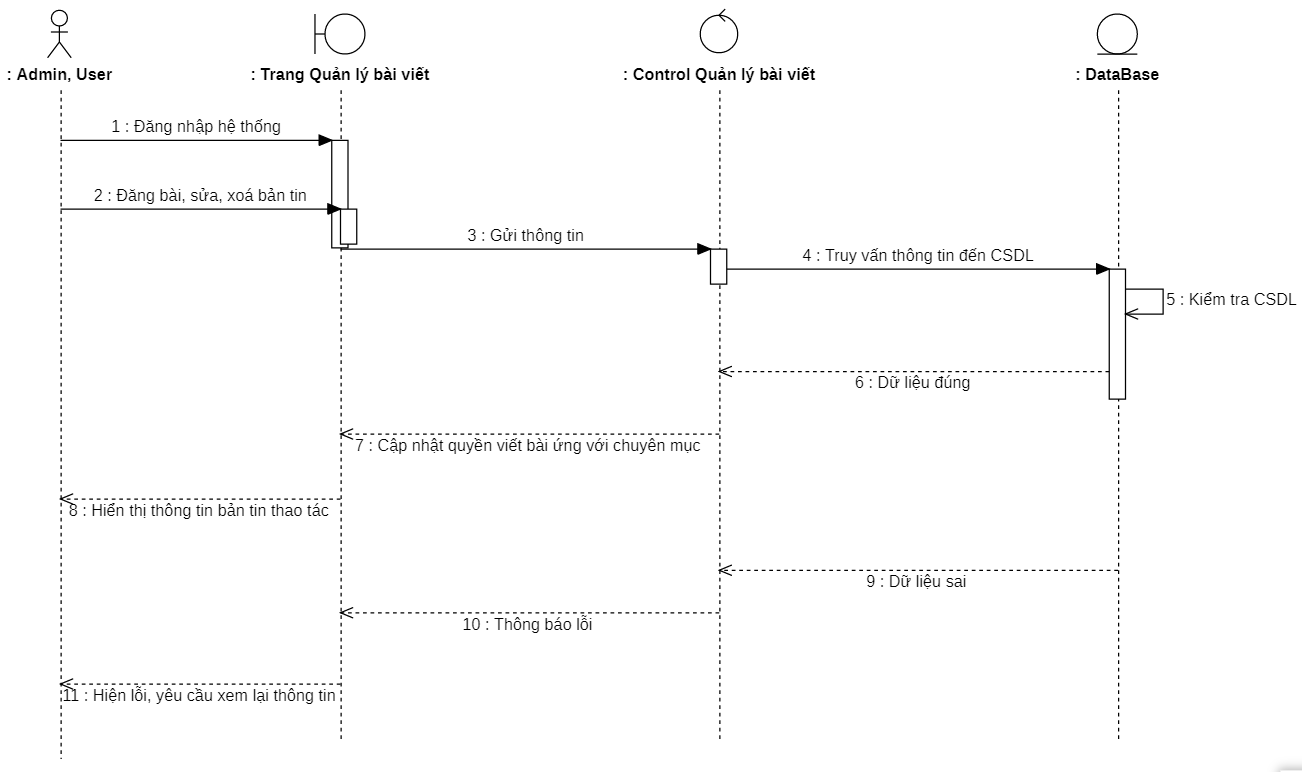 : Admin, User
: Trang Quản lý bài viết
: Control Quản lý bài viết
: DataBase
1 : Đăng nhập hệ thống
2 : Đăng bài, sửa, xoá bản tin
3 : Gửi thông tin
4 : Truy vấn thông tin đến CSDL
5 : Kiểm tra CSDL
6 : Dữ liệu đúng
7 : Cập nhật quyền viết bài ứng với chuyên mục
8 : Hiển thị thông tin bản tin thao tác
9 : Dữ liệu sai
10 : Thông báo lỗi
11 : Hiện lỗi, yêu cầu xem lại thông tin